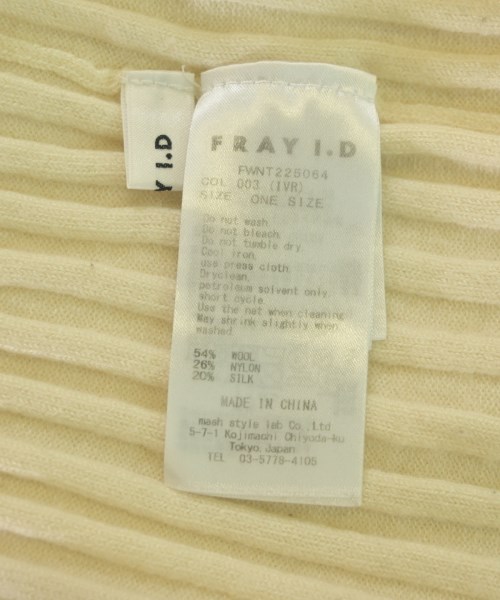 FRAY I.D
FWNT225064
COL 003 (IVR)
SIZE ONE SIZE
Do not wash.
Do not bleach.
Do not tumble dry.
Cool iron,
use press cloth.
Dryclean,
petroleum solvent only,
short cycle.
Use the net when cleaning.
May shrink slightly when
washed.
54% WOOL
26% NYLON
20% SILK
MADE IN CHINA
mash style lab Co.,Ltd
5-7-1 Kojimachi Chiyoda-ku
Tokyo, Japan
TEL 03-5778-4105
AY I.D